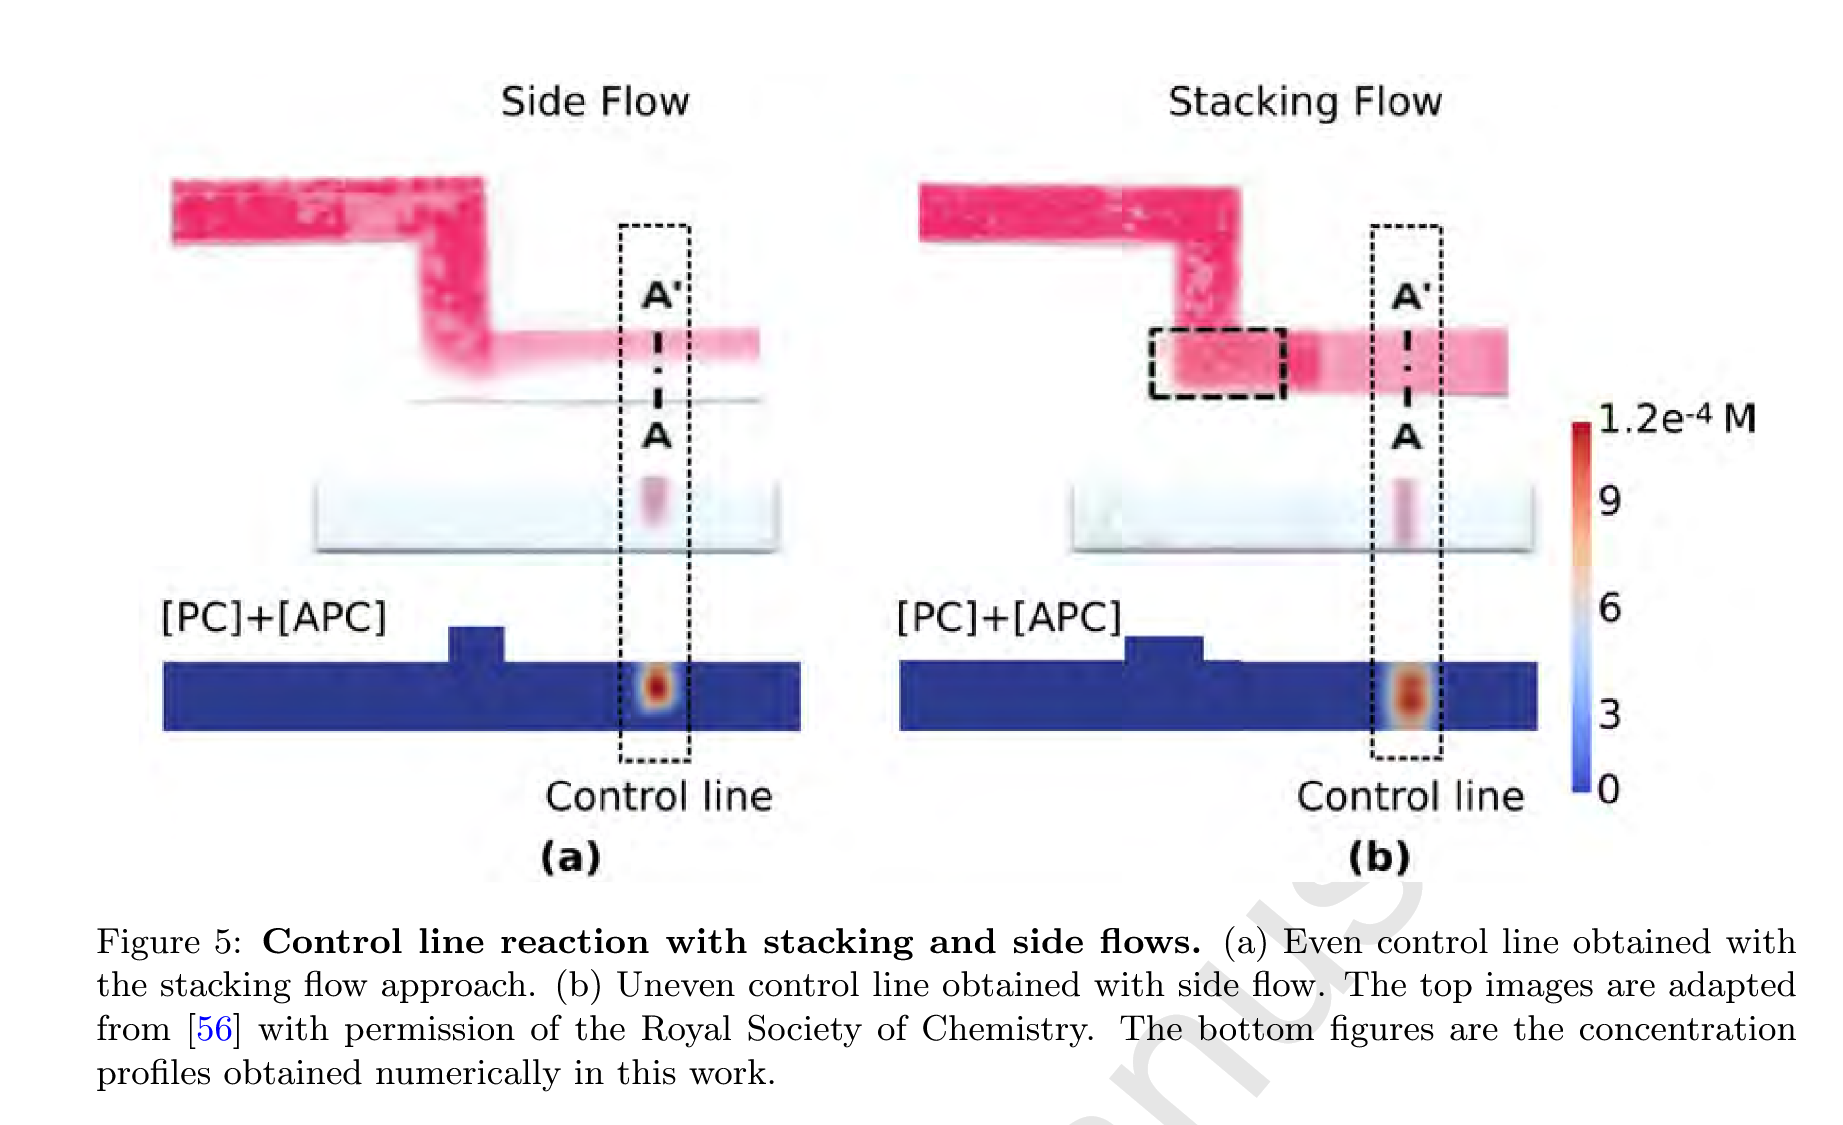 Side Flow
Stacking Flow
A'
A
A'
A
1.2e-4 M
9
6
3
0
[PC]+[APC]
[PC]+[APC]
Control line
Control line
(a)
(b)
Figure 5: Control line reaction with stacking and side flows. (a) Even control line obtained with
the stacking flow approach. (b) Uneven control line obtained with side flow. The top images are adapted
from [56] with permission of the Royal Society of Chemistry. The bottom figures are the concentration
profiles obtained numerically in this work.